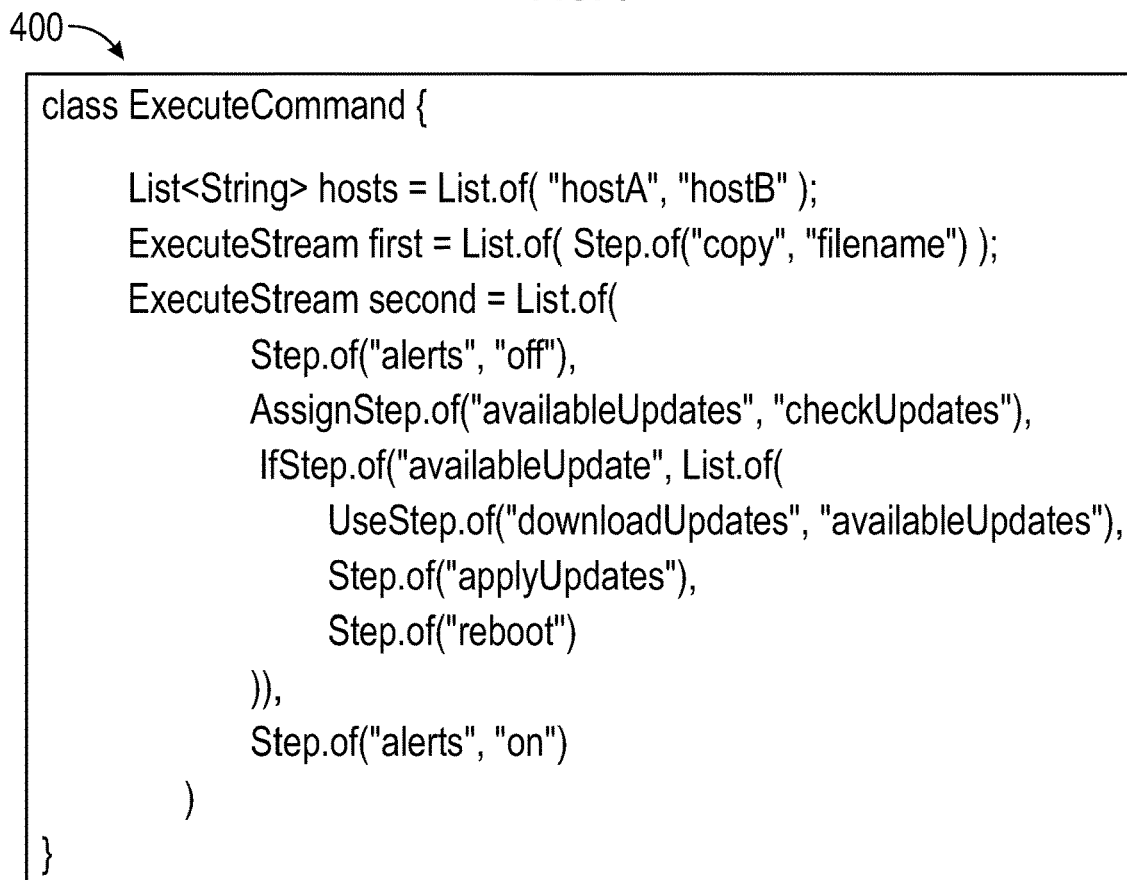 400
class ExecuteCommand {
List<String> hosts = List.of( "hostA", "hostB" );
ExecuteStream first = List.of( Step.of("copy", "filename") );
ExecuteStream second = List.of(
Step.of("alerts", "off"),
AssignStep.of("availableUpdates", "checkUpdates"),
IfStep.of("availableUpdate", List.of(
UseStep.of("downloadUpdates", "availableUpdates"),
Step.of("applyUpdates"),
Step.of("reboot")
)),
Step.of("alerts", "on")
)
}